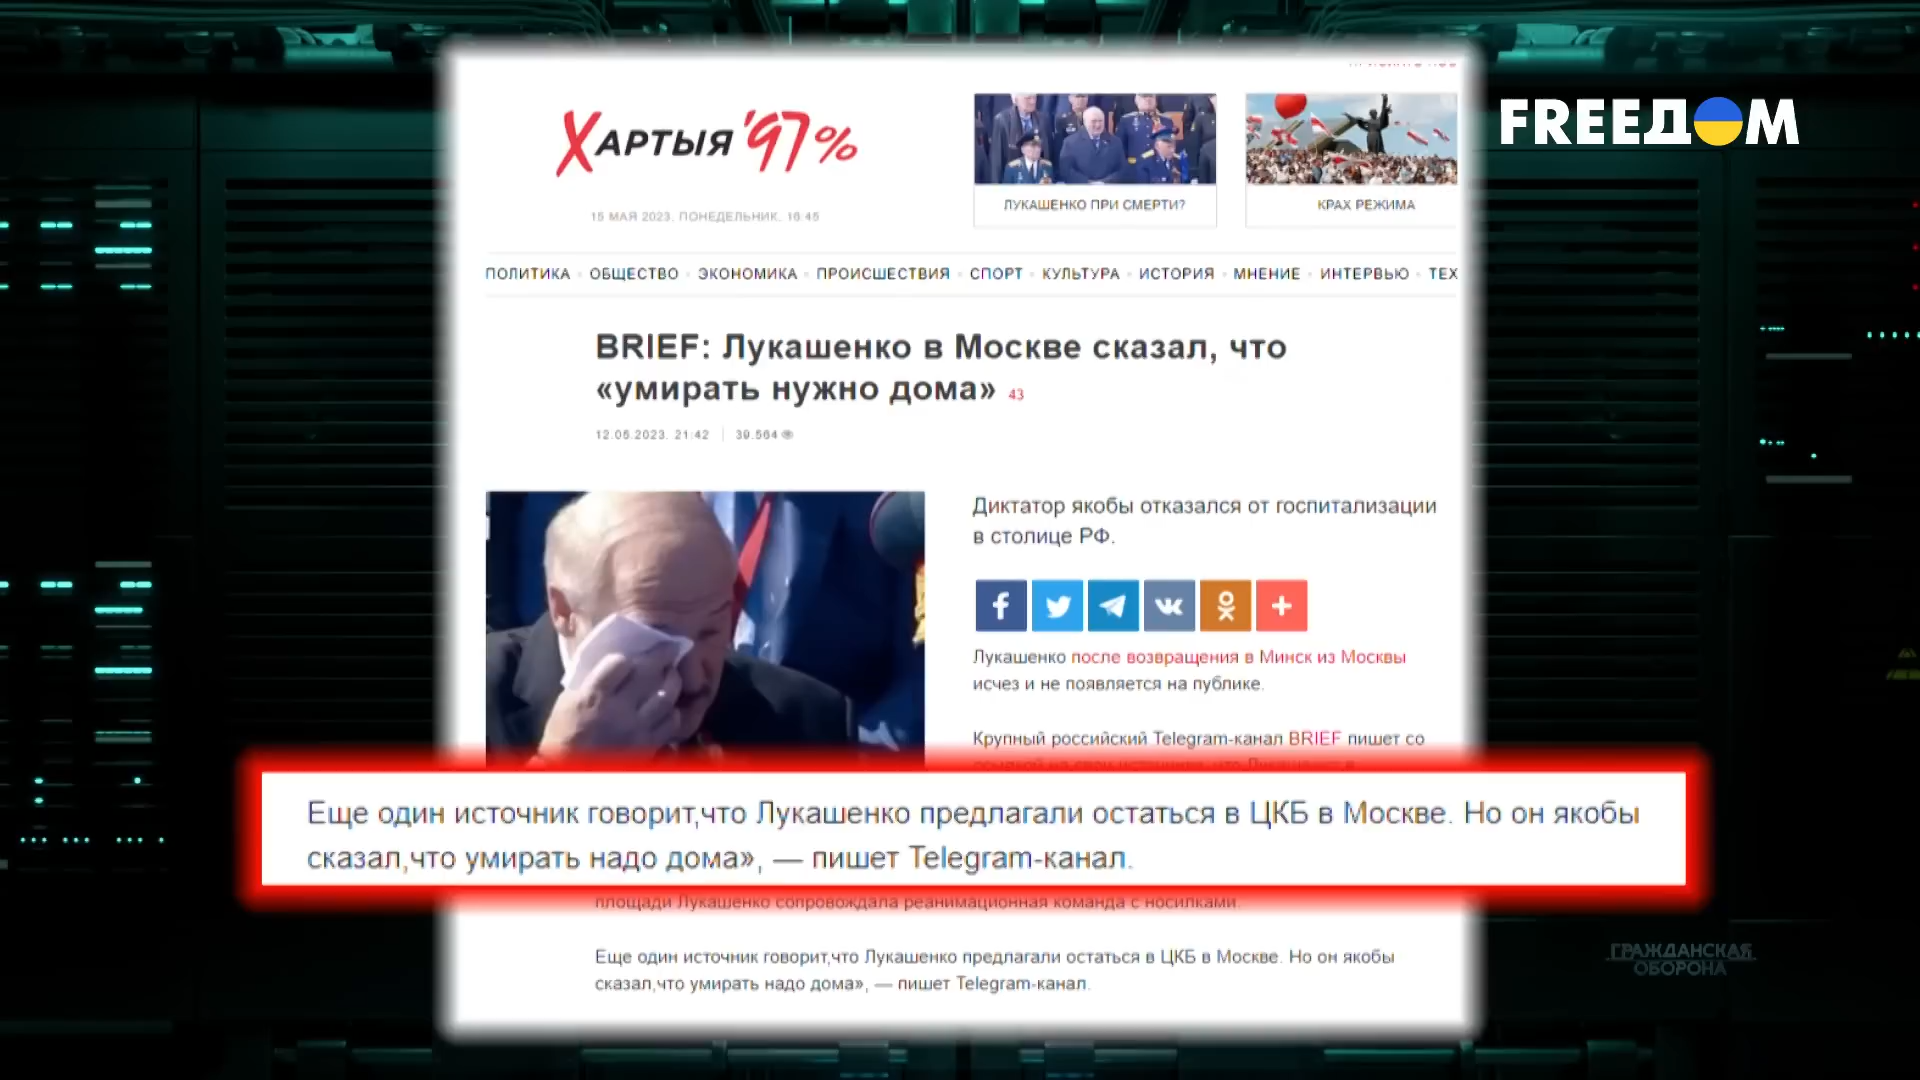 FREEДOM
ХАРТЫЯ '97%
15 МАЯ 2023, ПОНЕДЕЛЬНИК, 16:45
ЛУКАШЕНКО ПРИ СМЕРТИ?
КРАХ РЕЖИМА
ПОЛИТИКА ОБЩЕСТВО ЭКОНОМИКА ПРОИСШЕСТВИЯ СПОРТ КУЛЬТУРА ИСТОРИЯ МНЕНИЕ ИНТЕРВЬЮ ТЕХ
BRIEF: Лукашенко в Москве сказал, что
«умирать нужно дома» 43
12.05.2023, 21:42 39,564
Диктатор якобы отказался от госпитализации
в столице РФ.
Лукашенко после возвращения в Минск из Москвы
исчез и не появляется на публике.
Крупный российский Telegram-канал BRIEF пишет со
Еще один источник говорит,что Лукашенко предлагали остаться в ЦКБ в Москве. Но он якобы
сказал,что умирать надо дома», — пишет Telegram-канал.
площади Лукашенко сопровождала реанимационная команда с носилками.
Еще один источник говорит,что Лукашенко предлагали остаться в ЦКБ в Москве. Но он якобы
сказал,что умирать надо дома», — пишет Telegram-канал.
ГРАЖДАНСКАЯ
ОБОРОНА